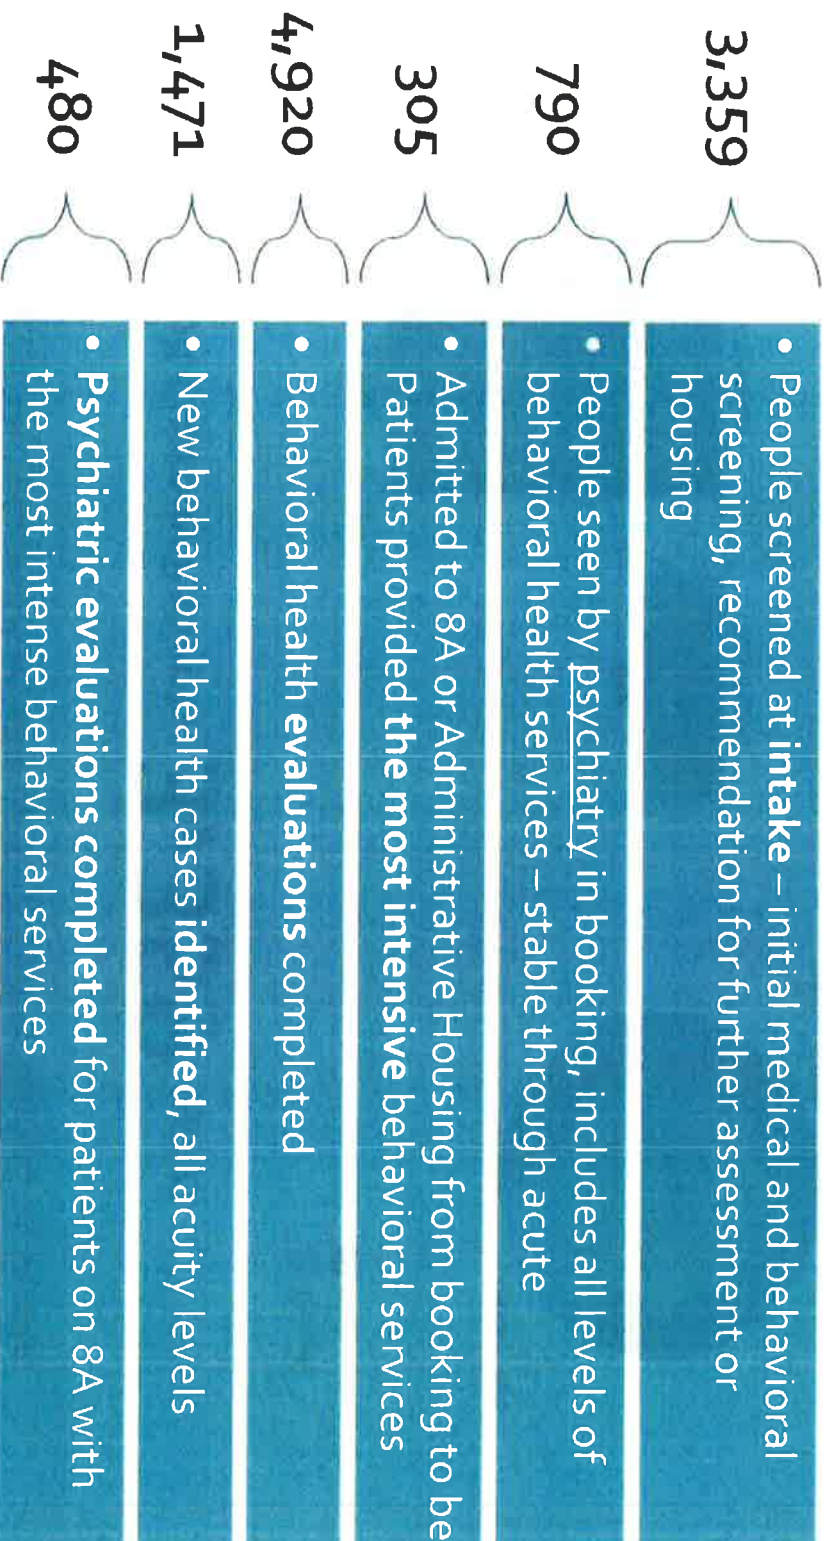 3,359
• People screened at intake – initial medical and behavioral
screening, recommendation for further assessment or
housing
790
• People seen by psychiatry in booking, includes all levels of
behavioral health services – stable through acute
305
• Admitted to 8A or Administrative Housing from booking to be
Patients provided the most intensive behavioral services
4,920
• Behavioral health evaluations completed
1,471
• New behavioral health cases identified, all acuity levels
480
• Psychiatric evaluations completed for patients on 8A with
the most intense behavioral services